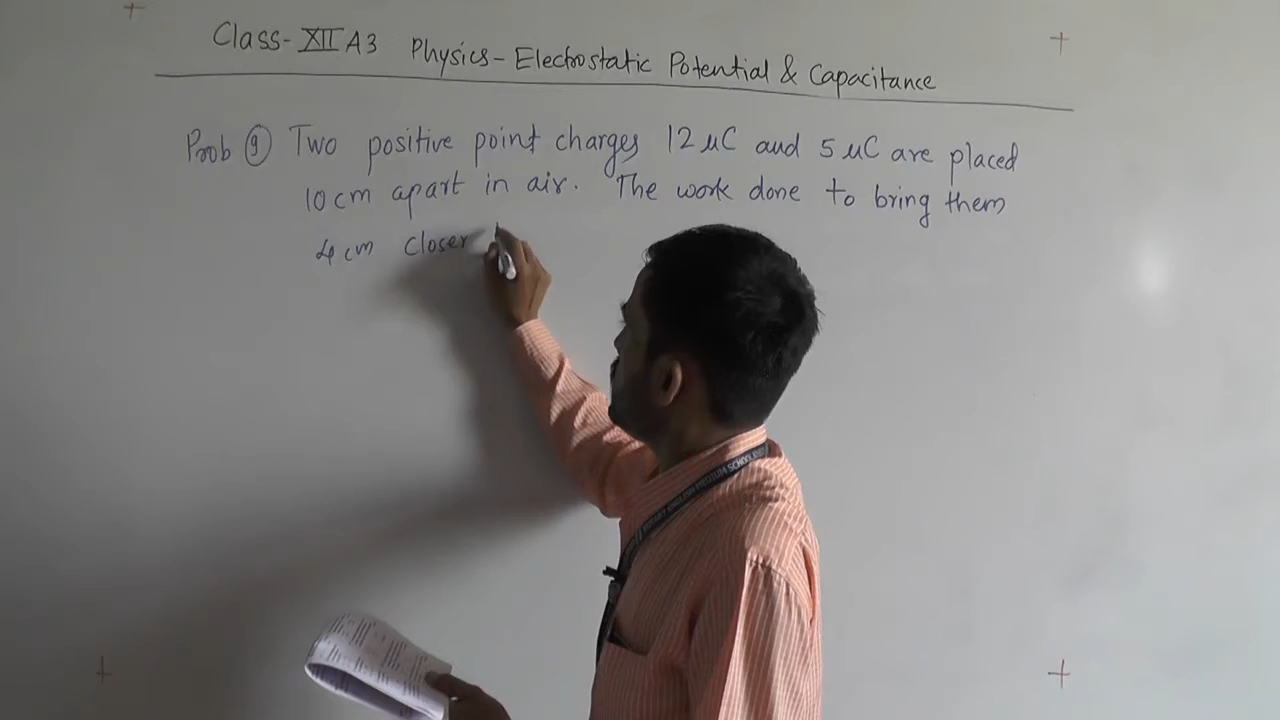 Class-XII A3 Physics-Electrostatic Potential & Capacitance
Prob 9 Two positive point charges 12 μC and 5 μC are placed
10 cm apart in air. The work done to bring them
4 cm closer